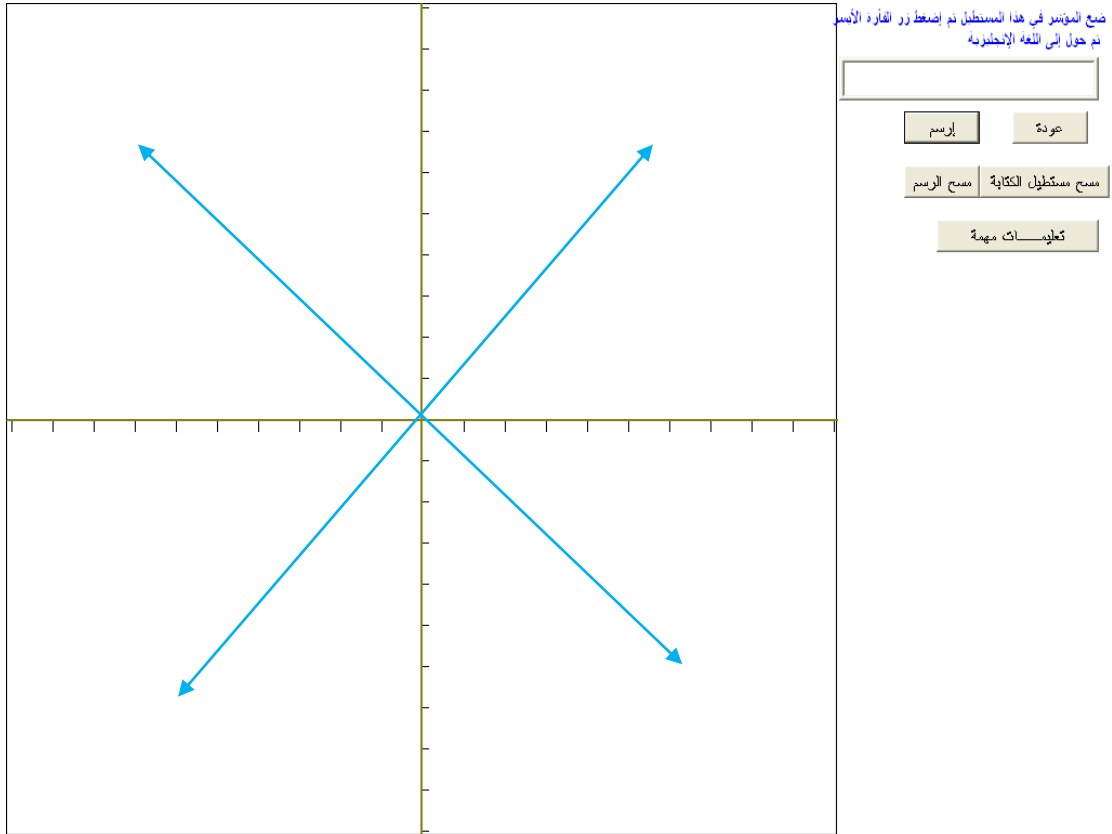 ضع المؤشر في هذا المستطيل ثم إضغط زر الفأرة الأيسر
ثم حول إلى اللغة الإنجليزية
عودة
إرسم
مسح مستطيل الكتابة
مسح الرسم
تعليمـــــات مهمة